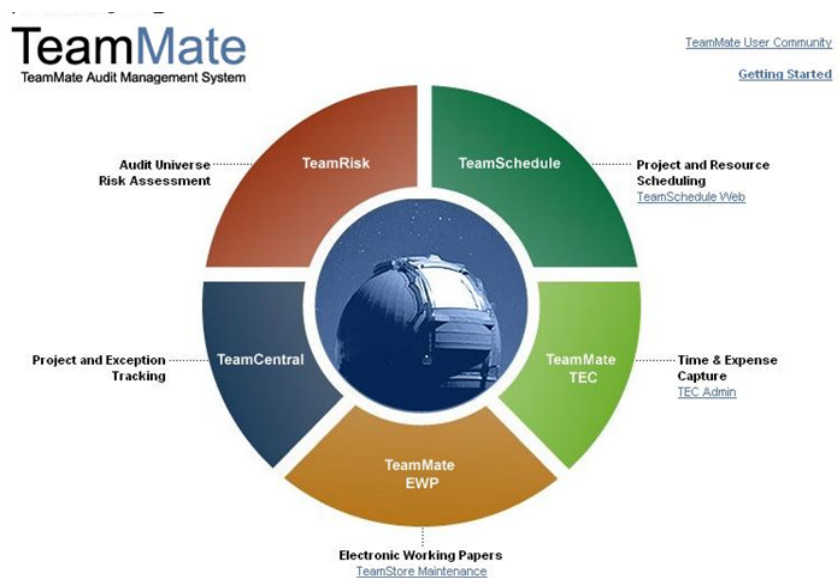 TeamMate
TeamMate Audit Management System
TeamMate User Community
Getting Started
TeamRisk
TeamSchedule
Audit Universe
Risk Assessment
Project and Resource
Scheduling
TeamSchedule Web
Project and Exception
Tracking
TeamCentral
TeamMate
TEC
Time & Expense
Capture
TEC Admin
TeamMate
EWP
Electronic Working Papers
TeamStore Maintenance